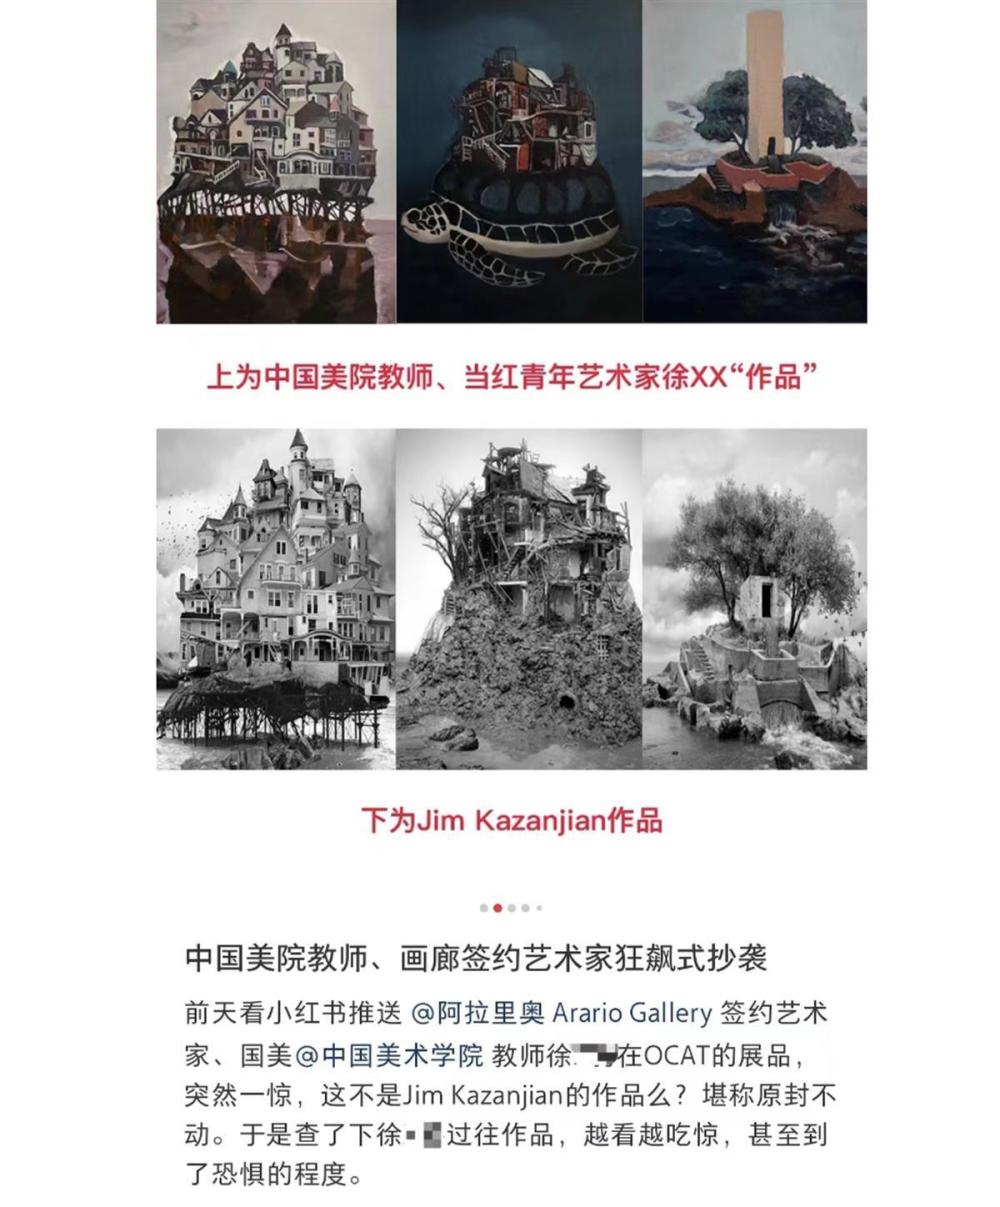 上为中国美院教师、当红青年艺术家徐XX“作品”
下为Jim Kazanjian作品
中国美院教师、画廊签约艺术家狂飙式抄袭
前天看小红书推送 @阿拉里奥 Arario Gallery 签约艺术
家、国美@中国美术学院 教师徐 在OCAT的展品，
突然一惊，这不是Jim Kazanjian的作品么？堪称原封不
动。于是查了下徐 过往作品，越看越吃惊，甚至到
了恐惧的程度。